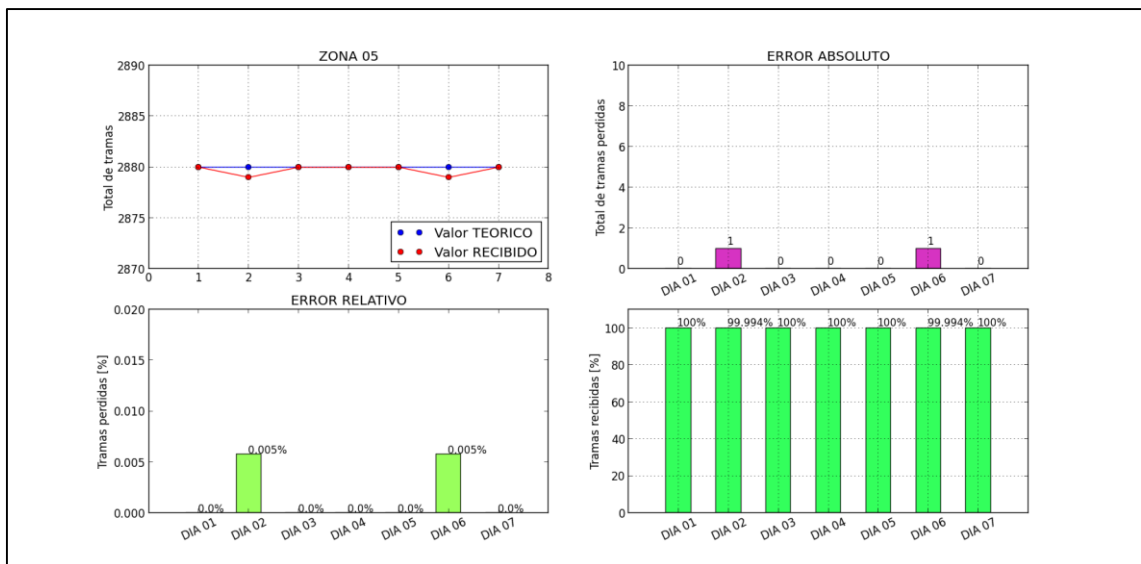 ZONA 05
2890
2885
2880
2875
2870
Total de tramas
0 1 2 3 4 5 6 7 8
Valor TEORICO
Valor RECIBIDO
ERROR ABSOLUTO
10
8
6
4
2
0
Total de tramas perdidas
0 1 0 0 0 1 0
DIA 01 DIA 02 DIA 03 DIA 04 DIA 05 DIA 06 DIA 07
ERROR RELATIVO
0.020
0.015
0.010
0.005
0.000
Tramas perdidas [%]
0.0% 0.005% 0.0% 0.0% 0.0% 0.005% 0.0%
DIA 01 DIA 02 DIA 03 DIA 04 DIA 05 DIA 06 DIA 07
100
80
60
40
20
0
Tramas recibidas [%]
100% 99.994% 100% 100% 100% 99.994% 100%
DIA 01 DIA 02 DIA 03 DIA 04 DIA 05 DIA 06 DIA 07